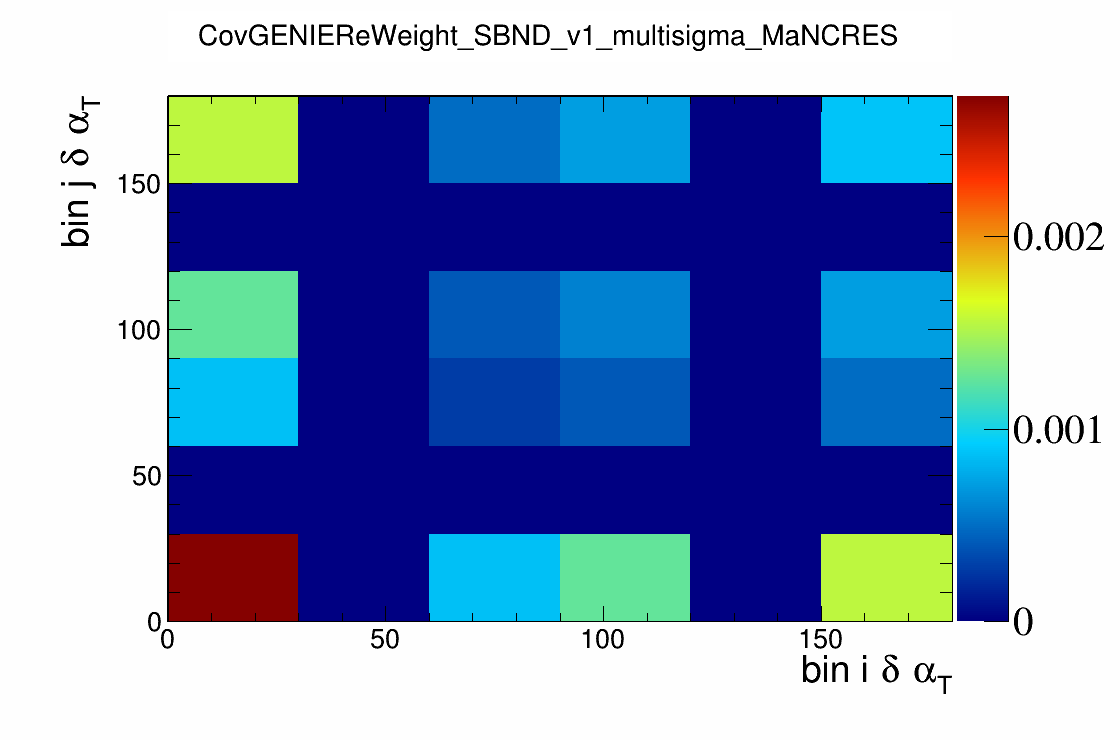 CovGENIEReWeight_SBND_v1_multisigma_MaNCRES
bin j δ α_T
150
100
50
0
0 50 100 150
bin i δ α_T
0.002
0.001
0